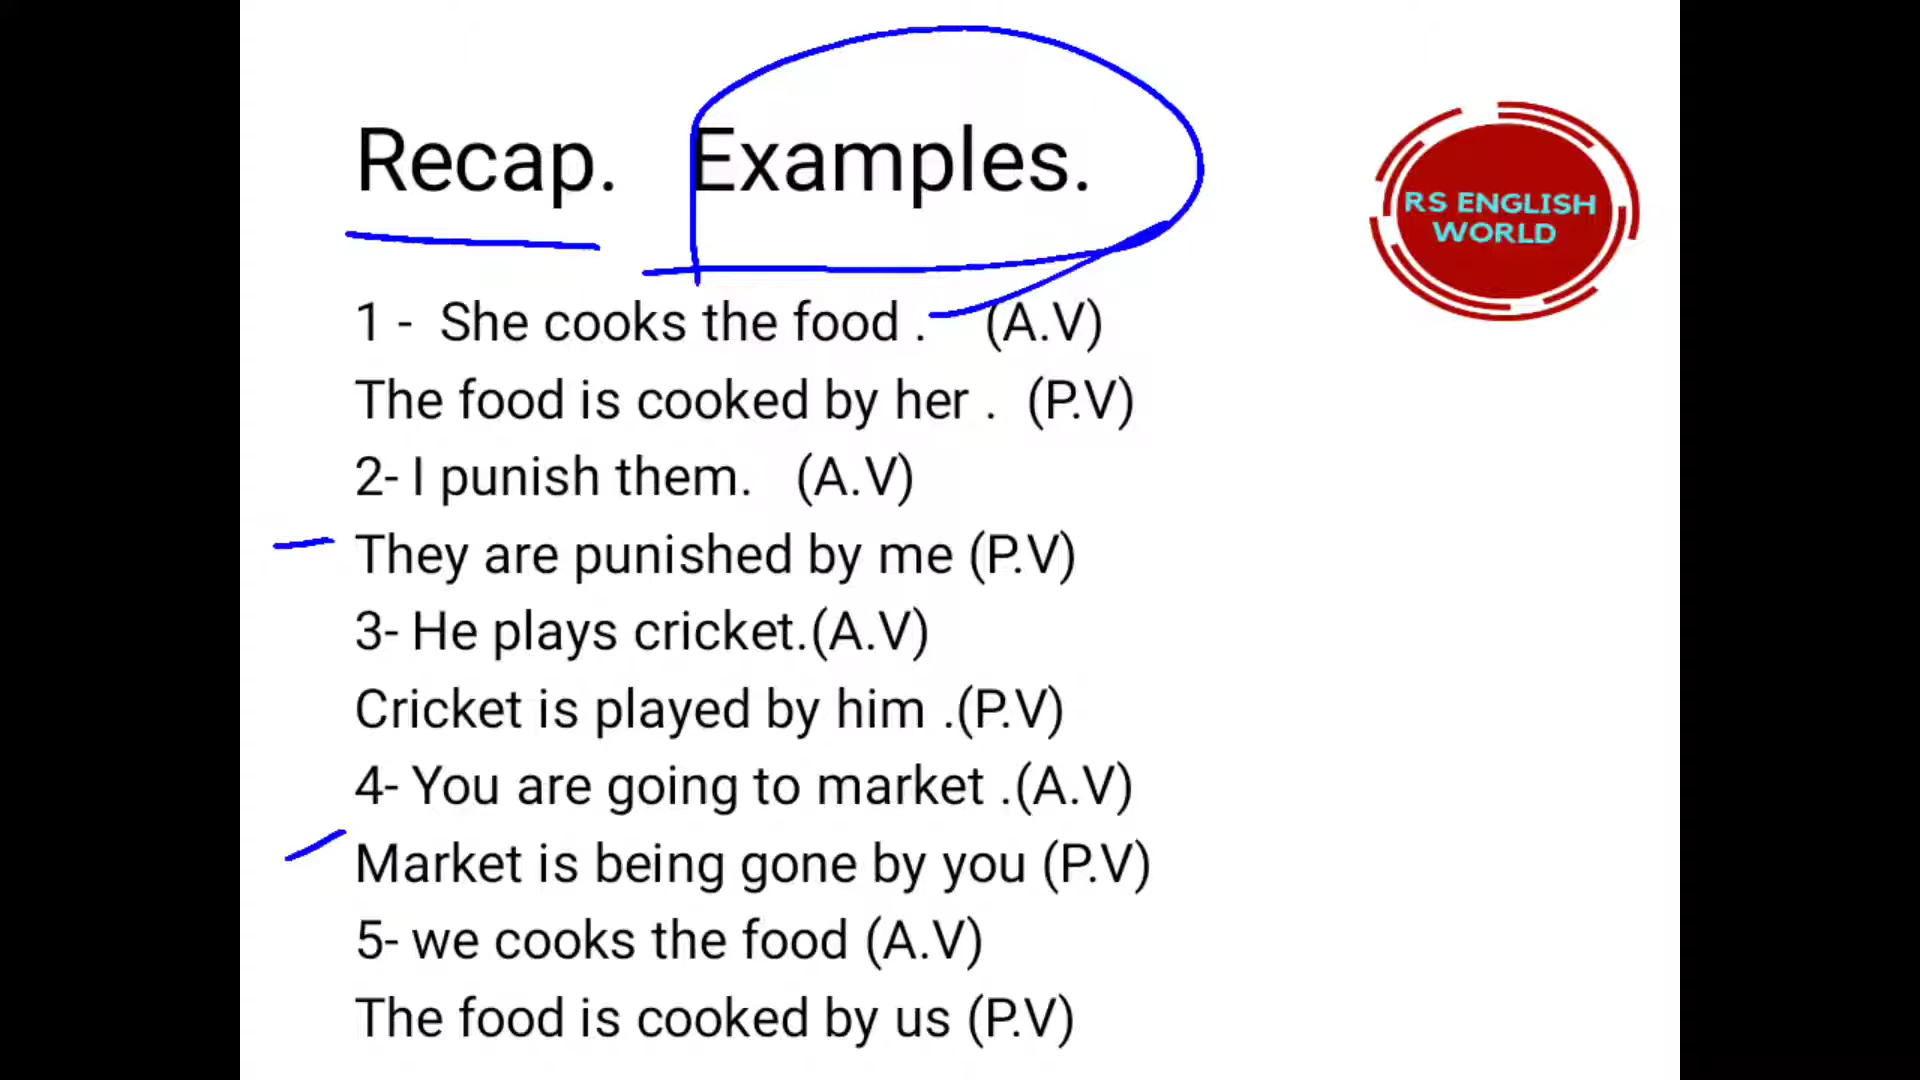 Recap. Examples.
RS ENGLISH
WORLD
1 - She cooks the food . (A.V)
The food is cooked by her . (P.V)
2- I punish them. (A.V)
They are punished by me (P.V)
3- He plays cricket.(A.V)
Cricket is played by him .(P.V)
4- You are going to market .(A.V)
Market is being gone by you (P.V)
5- we cooks the food (A.V)
The food is cooked by us (P.V)